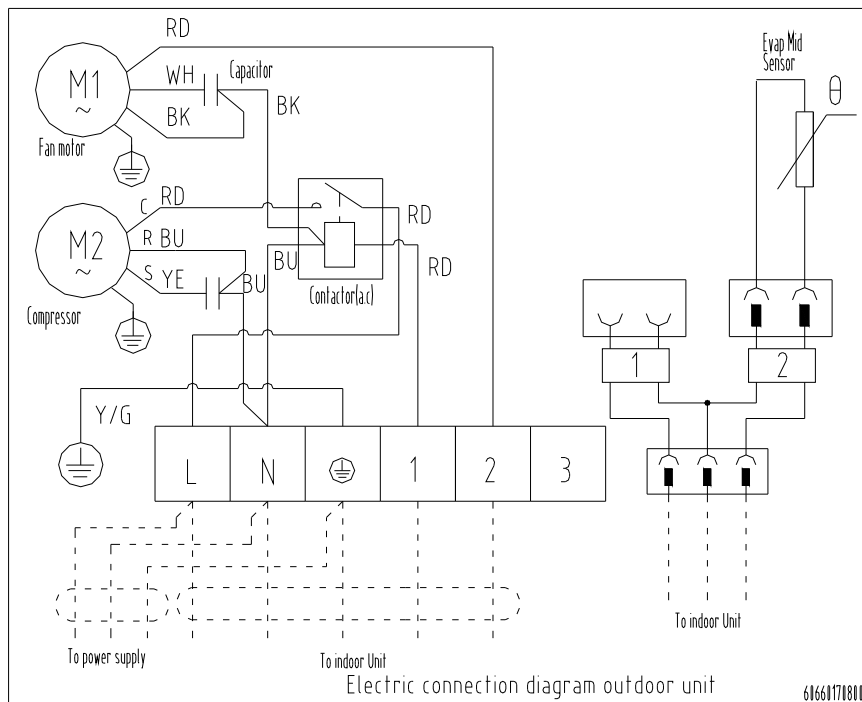 RD
M1
~
WH
Capacitor
BK
BK
Fan motor
Evap Mid
Sensor
θ
C RD
M2
~
R BU
S YE
BU
Compressor
RD
BU
RD
Contactor(a.c)
1
2
Y/G
L N 1 2 3
To power supply
To indoor Unit
To indoor Unit
Electric connection diagram outdoor unit